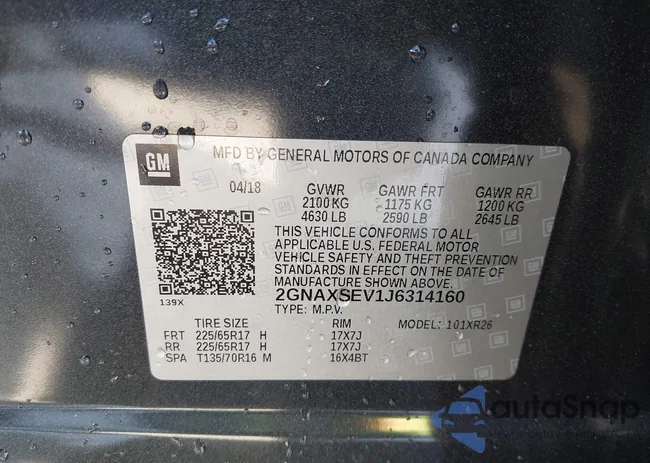 GM
MFD BY GENERAL MOTORS OF CANADA COMPANY
04/18 GVWR GAWR FRT GAWR RR
2100 KG 1175 KG 1200 KG
4630 LB 2590 LB 2645 LB
THIS VEHICLE CONFORMS TO ALL
APPLICABLE U.S. FEDERAL MOTOR
VEHICLE SAFETY AND THEFT PREVENTION
STANDARDS IN EFFECT ON THE DATE OF
MANUFACTURE SHOWN ABOVE.
139X 2GNAXSEV1J6314160
TYPE: M.P.V. MODEL: 101XR26
TIRE SIZE RIM
FRT 225/65R17 H 17X7J
RR 225/65R17 H 17X7J
SPA T135/70R16 M 16X4BT
autoSnap